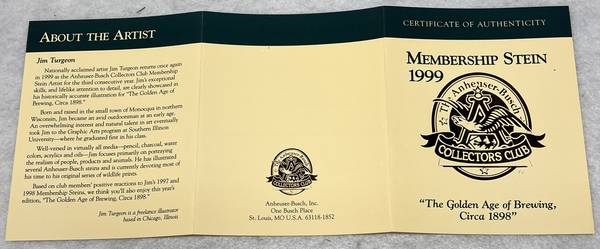 ABOUT THE ARTIST
Jim Turgeon
Nationally acclaimed artist Jim Turgeon returns once again
in 1999 as the Anheuser-Busch Collectors Club Membership
Stein Artist for the third consecutive year. Jim's exceptional
skills, and lifelike attention to detail, are clearly showcased in
his historically accurate illustration for "The Golden Age of
Brewing, Circa 1898."
Born and raised in the small town of Monocqua in northern
Wisconsin, Jim became an avid outdoorsman at an early age.
An overwhelming interest and natural talent in art eventually
took Jim to the Graphic Arts program at Southern Illinois
University—where he graduated first in his class.
Well-versed in virtually all media—pencil, charcoal, water
colors, acrylics and oils—Jim focuses primarily on portraying
the realism of people, products and animals. He has illustrated
several Anheuser-Busch steins and is currently devoting most of
his time to his original series of wildlife prints.
Based on club members' positive reactions to Jim's 1997 and
1998 Membership Steins, we think you'll also enjoy this year's
edition, "The Golden Age of Brewing, Circa 1898."
Jim Turgeon is a freelance illustrator
based in Chicago, Illinois
The Anheuser-Busch
COLLECTORS CLUB
Anheuser-Busch, Inc.
One Busch Place
St. Louis, MO U.S.A. 63118-1852
CERTIFICATE OF AUTHENTICITY
MEMBERSHIP STEIN
1999
The Anheuser-Busch
COLLECTORS CLUB
"The Golden Age of Brewing,
Circa 1898"